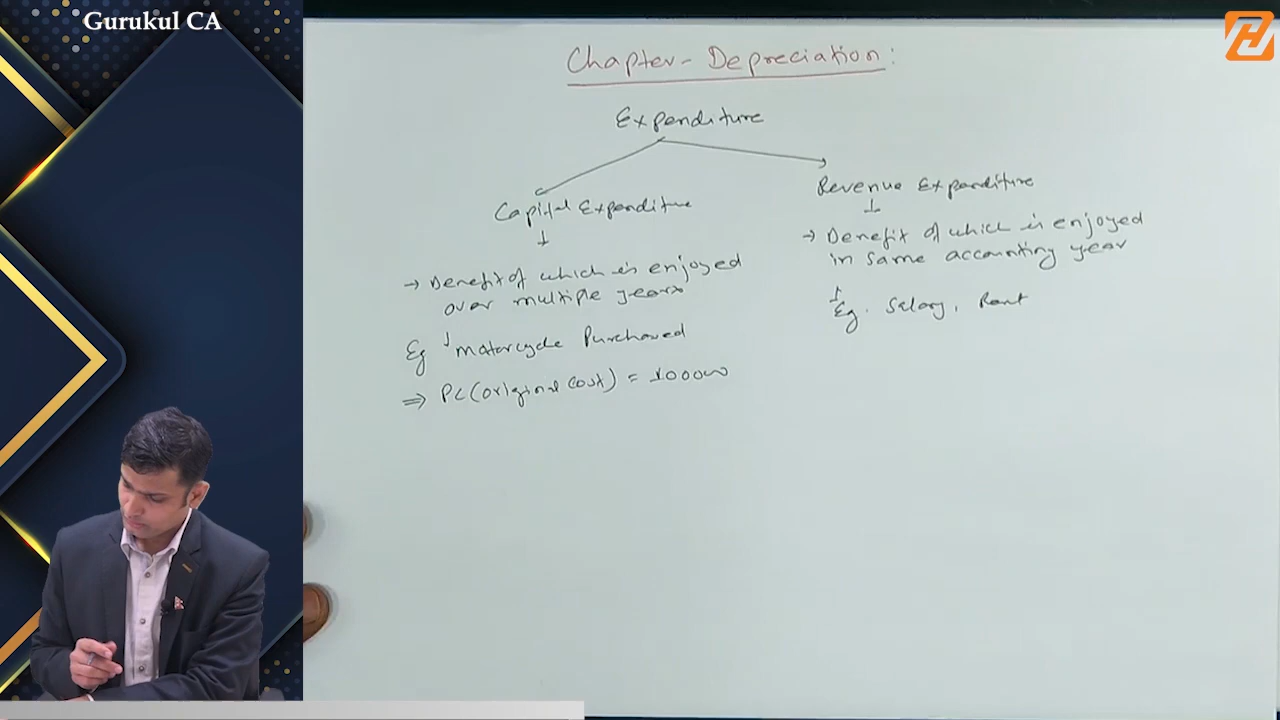 Gurukul CA
Chapter - Depreciation:
Expenditure
Capital Expenditure
→ Benefit of which is enjoyed
over multiple years
Eg Motorcycle Purchased
⇒ PC (original cost) = 100000
Revenue Expenditure
→ Benefit of which is enjoyed
in same accounting year
Eg. Salary, Rent